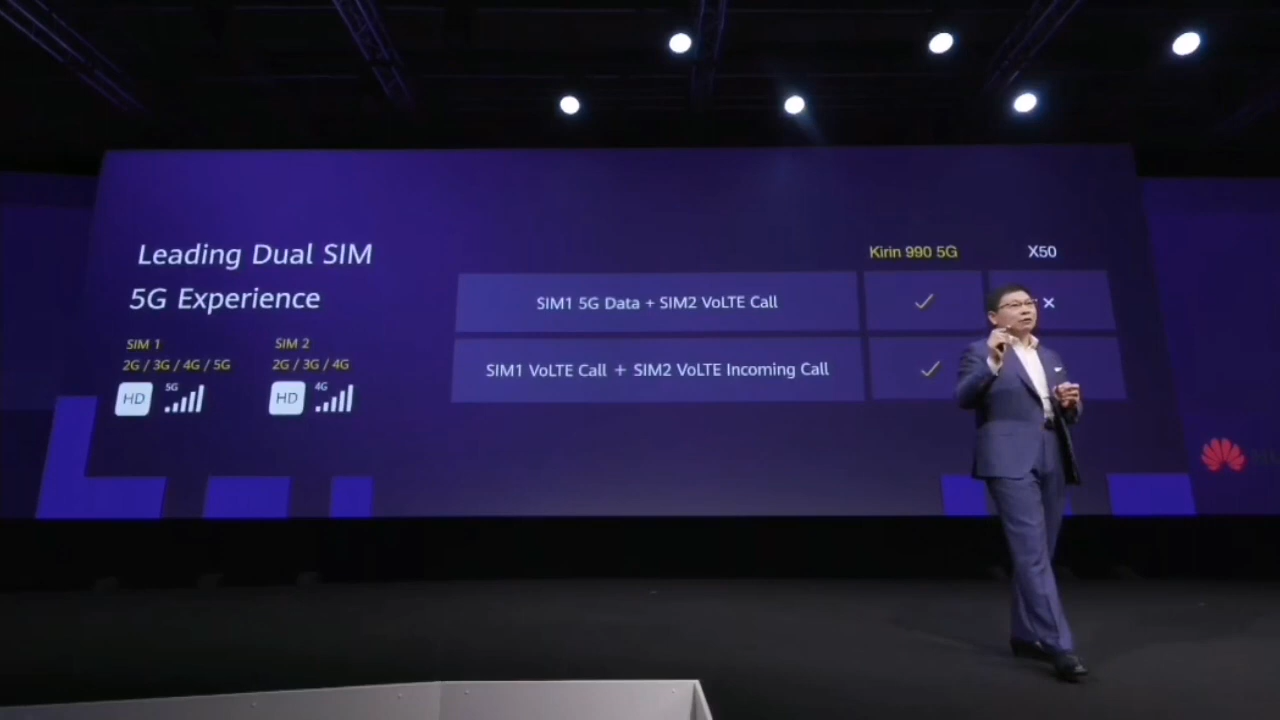 Leading Dual SIM
5G Experience
SIM 1
2G / 3G / 4G / 5G
HD
5G
SIM 2
2G / 3G / 4G
HD
4G
Kirin 990 5G
X50
SIM1 5G Data + SIM2 VoLTE Call
SIM1 VoLTE Call + SIM2 VoLTE Incoming Call